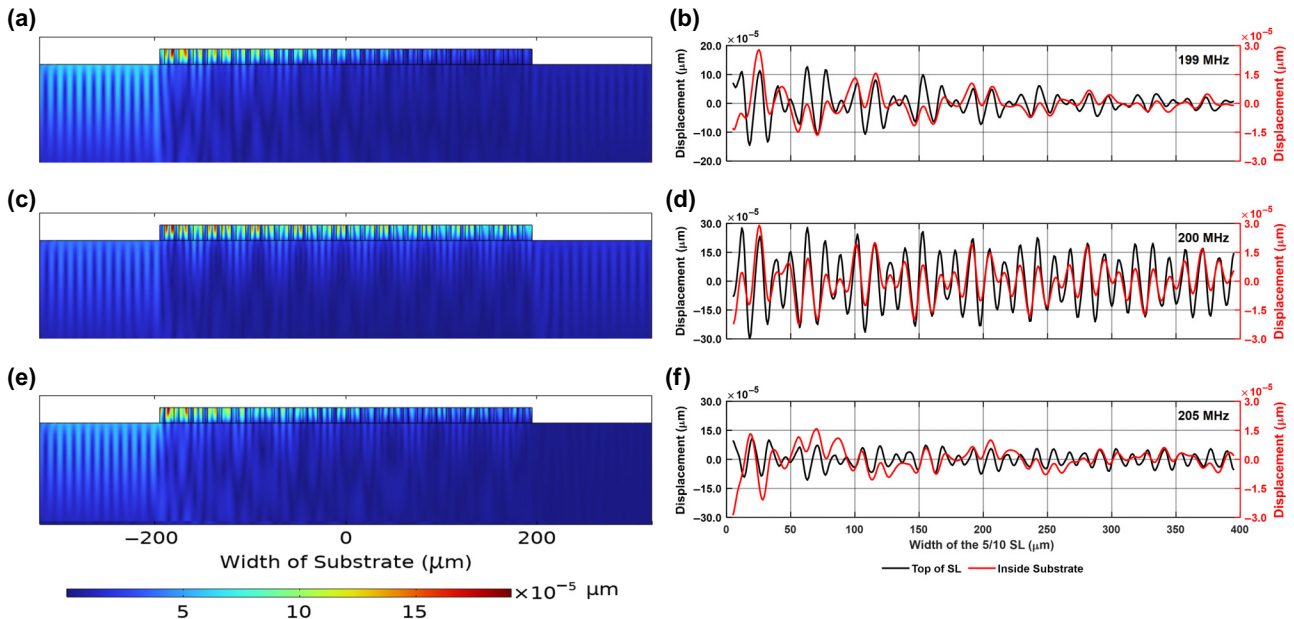 (a)
(c)
(e)
−200
0
200
Width of Substrate (μm)
5
10
15
×10⁻⁵ μm
(b)
×10⁻⁵
×10⁻⁵
199 MHz
20.0
10.0
0.0
−10.0
−20.0
Displacement (μm)
3.0
1.5
0.0
−1.5
−3.0
Displacement (μm)
(d)
×10⁻⁵
×10⁻⁵
200 MHz
30.0
15.0
0.0
−15.0
−30.0
Displacement (μm)
3.0
1.5
0.0
−1.5
−3.0
Displacement (μm)
(f)
×10⁻⁵
×10⁻⁵
205 MHz
30.0
15.0
0.0
−15.0
−30.0
Displacement (μm)
3.0
1.5
0.0
−1.5
−3.0
Displacement (μm)
0 50 100 150 200 250 300 350 400
Width of the 5/10 SL (μm)
Top of SL Inside Substrate